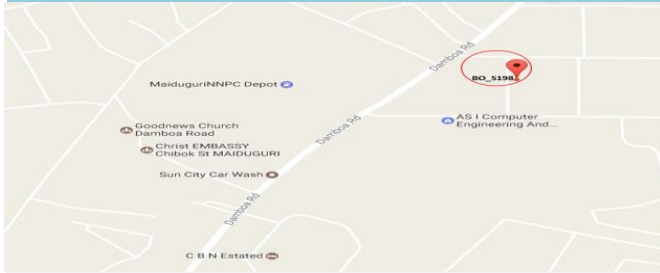 Damboa Rd
BO_5198
MaiduguriNNPC Depot
AS I Computer
Engineering And...
Goodnews Church
Damboa Road
Damboa Rd
Christ EMBASSY
Chibok St MAIDUGURI
Sun City Car Wash
Damboa Rd
C B N Estated